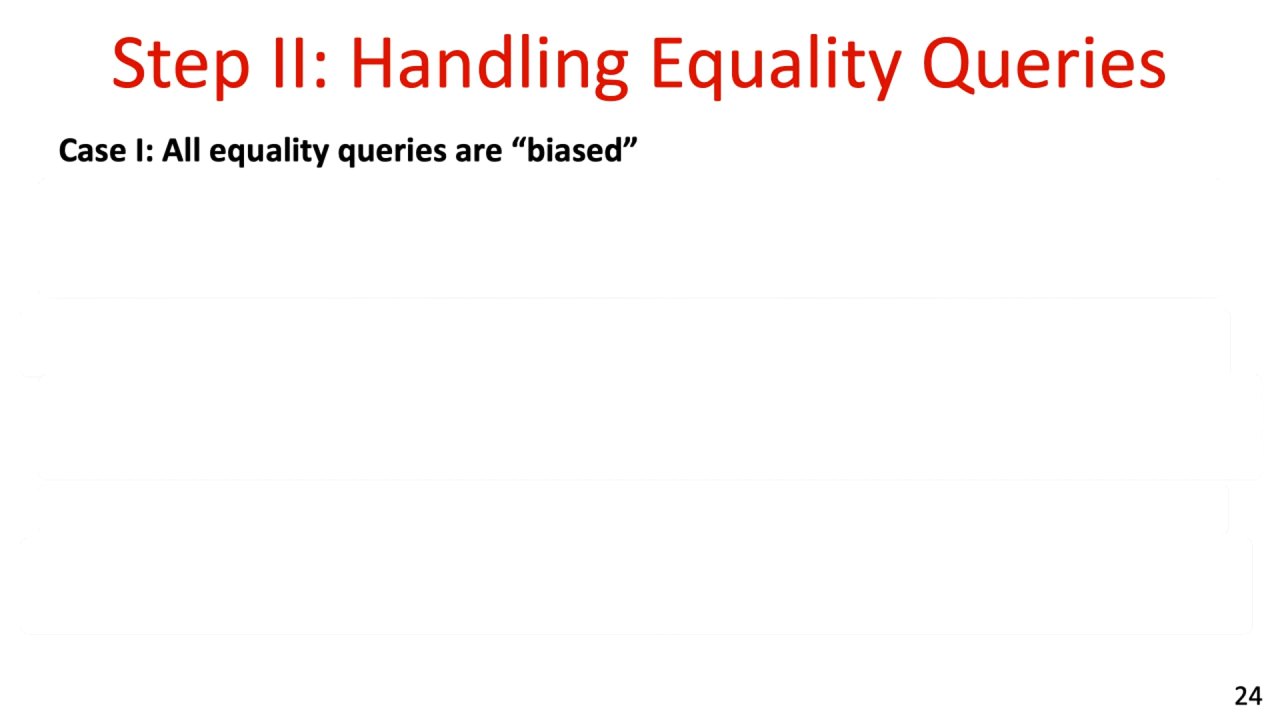 Step II: Handling Equality Queries
Case I: All equality queries are “biased”
24